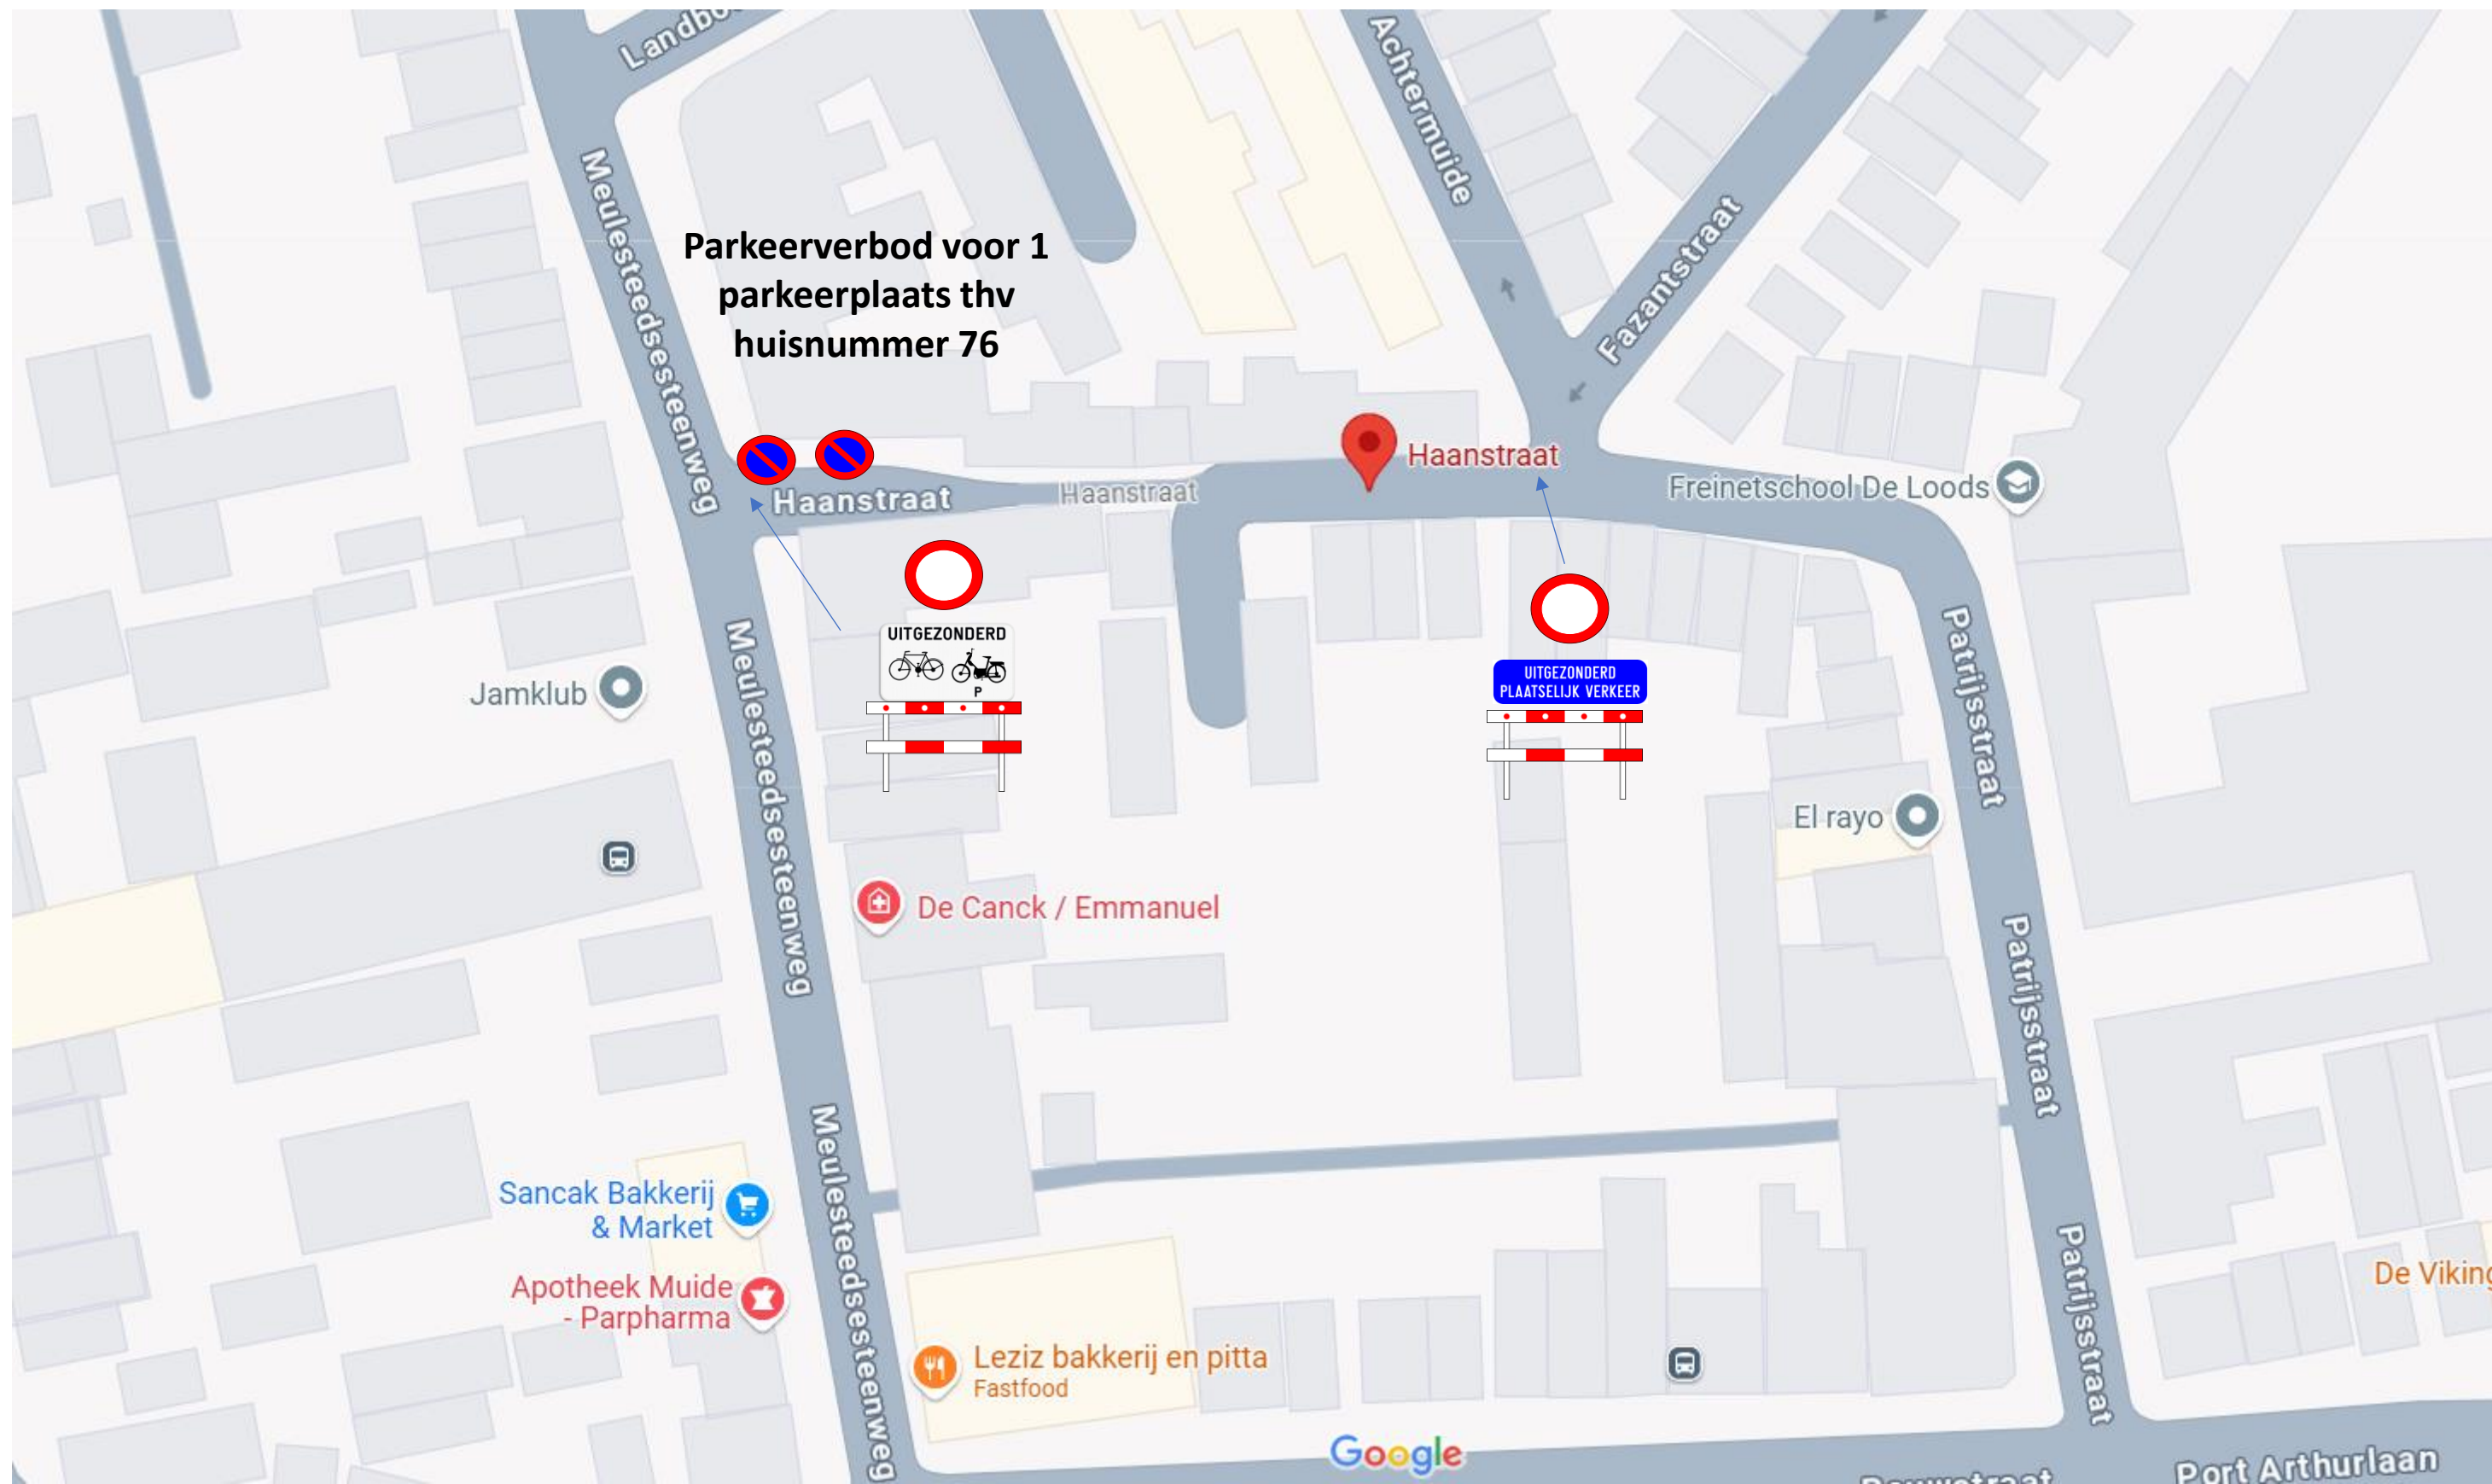 Achtermuide
Meulesteedsesteenweg
Fazantstraat
Parkeerverbod voor 1
parkeerplaats thv
huisnummer 76
Haanstraat
Haanstraat
Haanstraat
Freinetschool De Loods
UITGEZONDERD
P
UITGEZONDERD
PLAATSELIJK VERKEER
Jamklub
Meulesteedsesteenweg
Patrijsstraat
El rayo
De Canck / Emmanuel
Patrijsstraat
Sancak Bakkerij
& Market
Meulesteedsesteenweg
Apotheek Muide
- Parpharma
Patrijsstraat
De Viking
Leziz bakkerij en pitta
Fastfood
Google
Port Arthurlaan